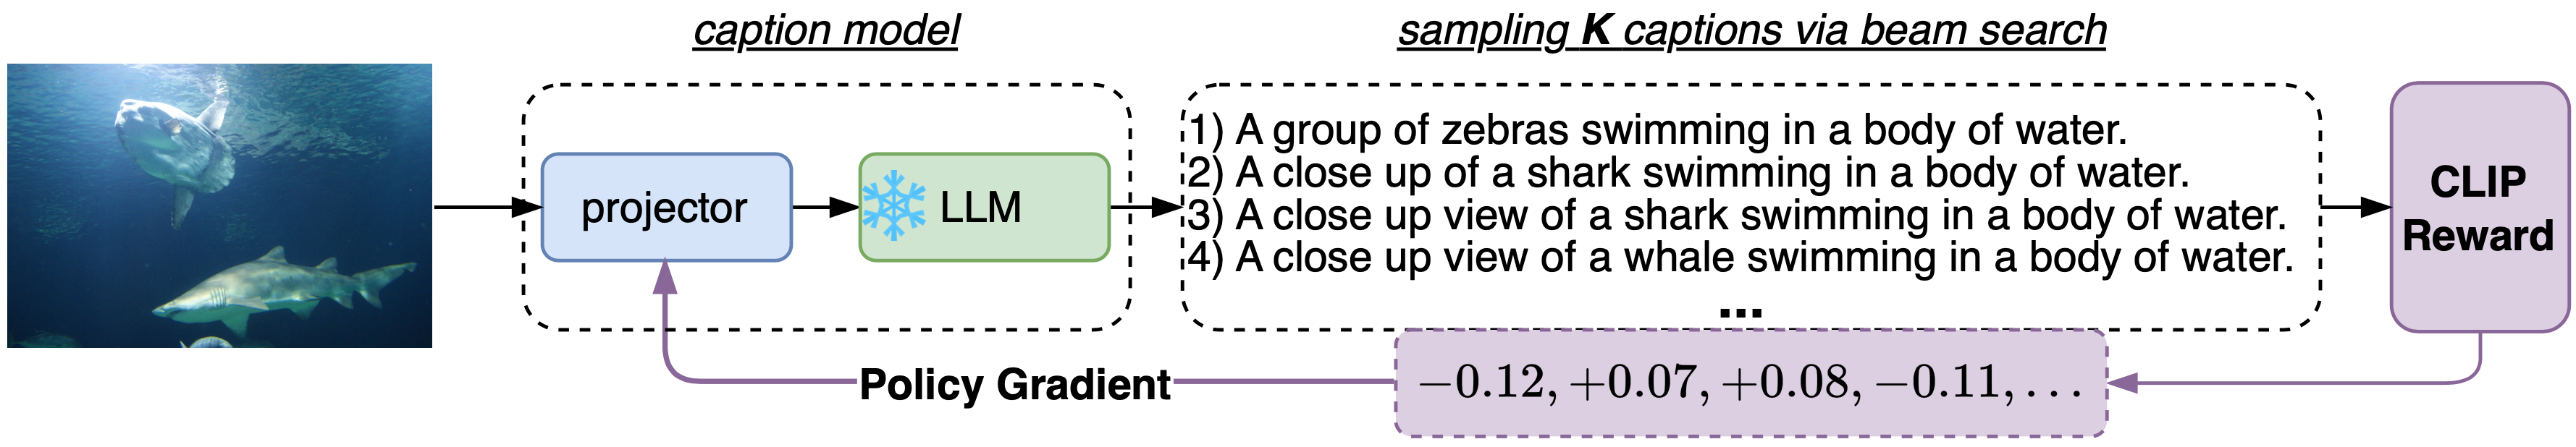 caption model
sampling K captions via beam search
projector
LLM
1) A group of zebras swimming in a body of water.
2) A close up of a shark swimming in a body of water.
3) A close up view of a shark swimming in a body of water.
4) A close up view of a whale swimming in a body of water.
...
CLIP
Reward
Policy Gradient
−0.12, +0.07, +0.08, −0.11, . . .